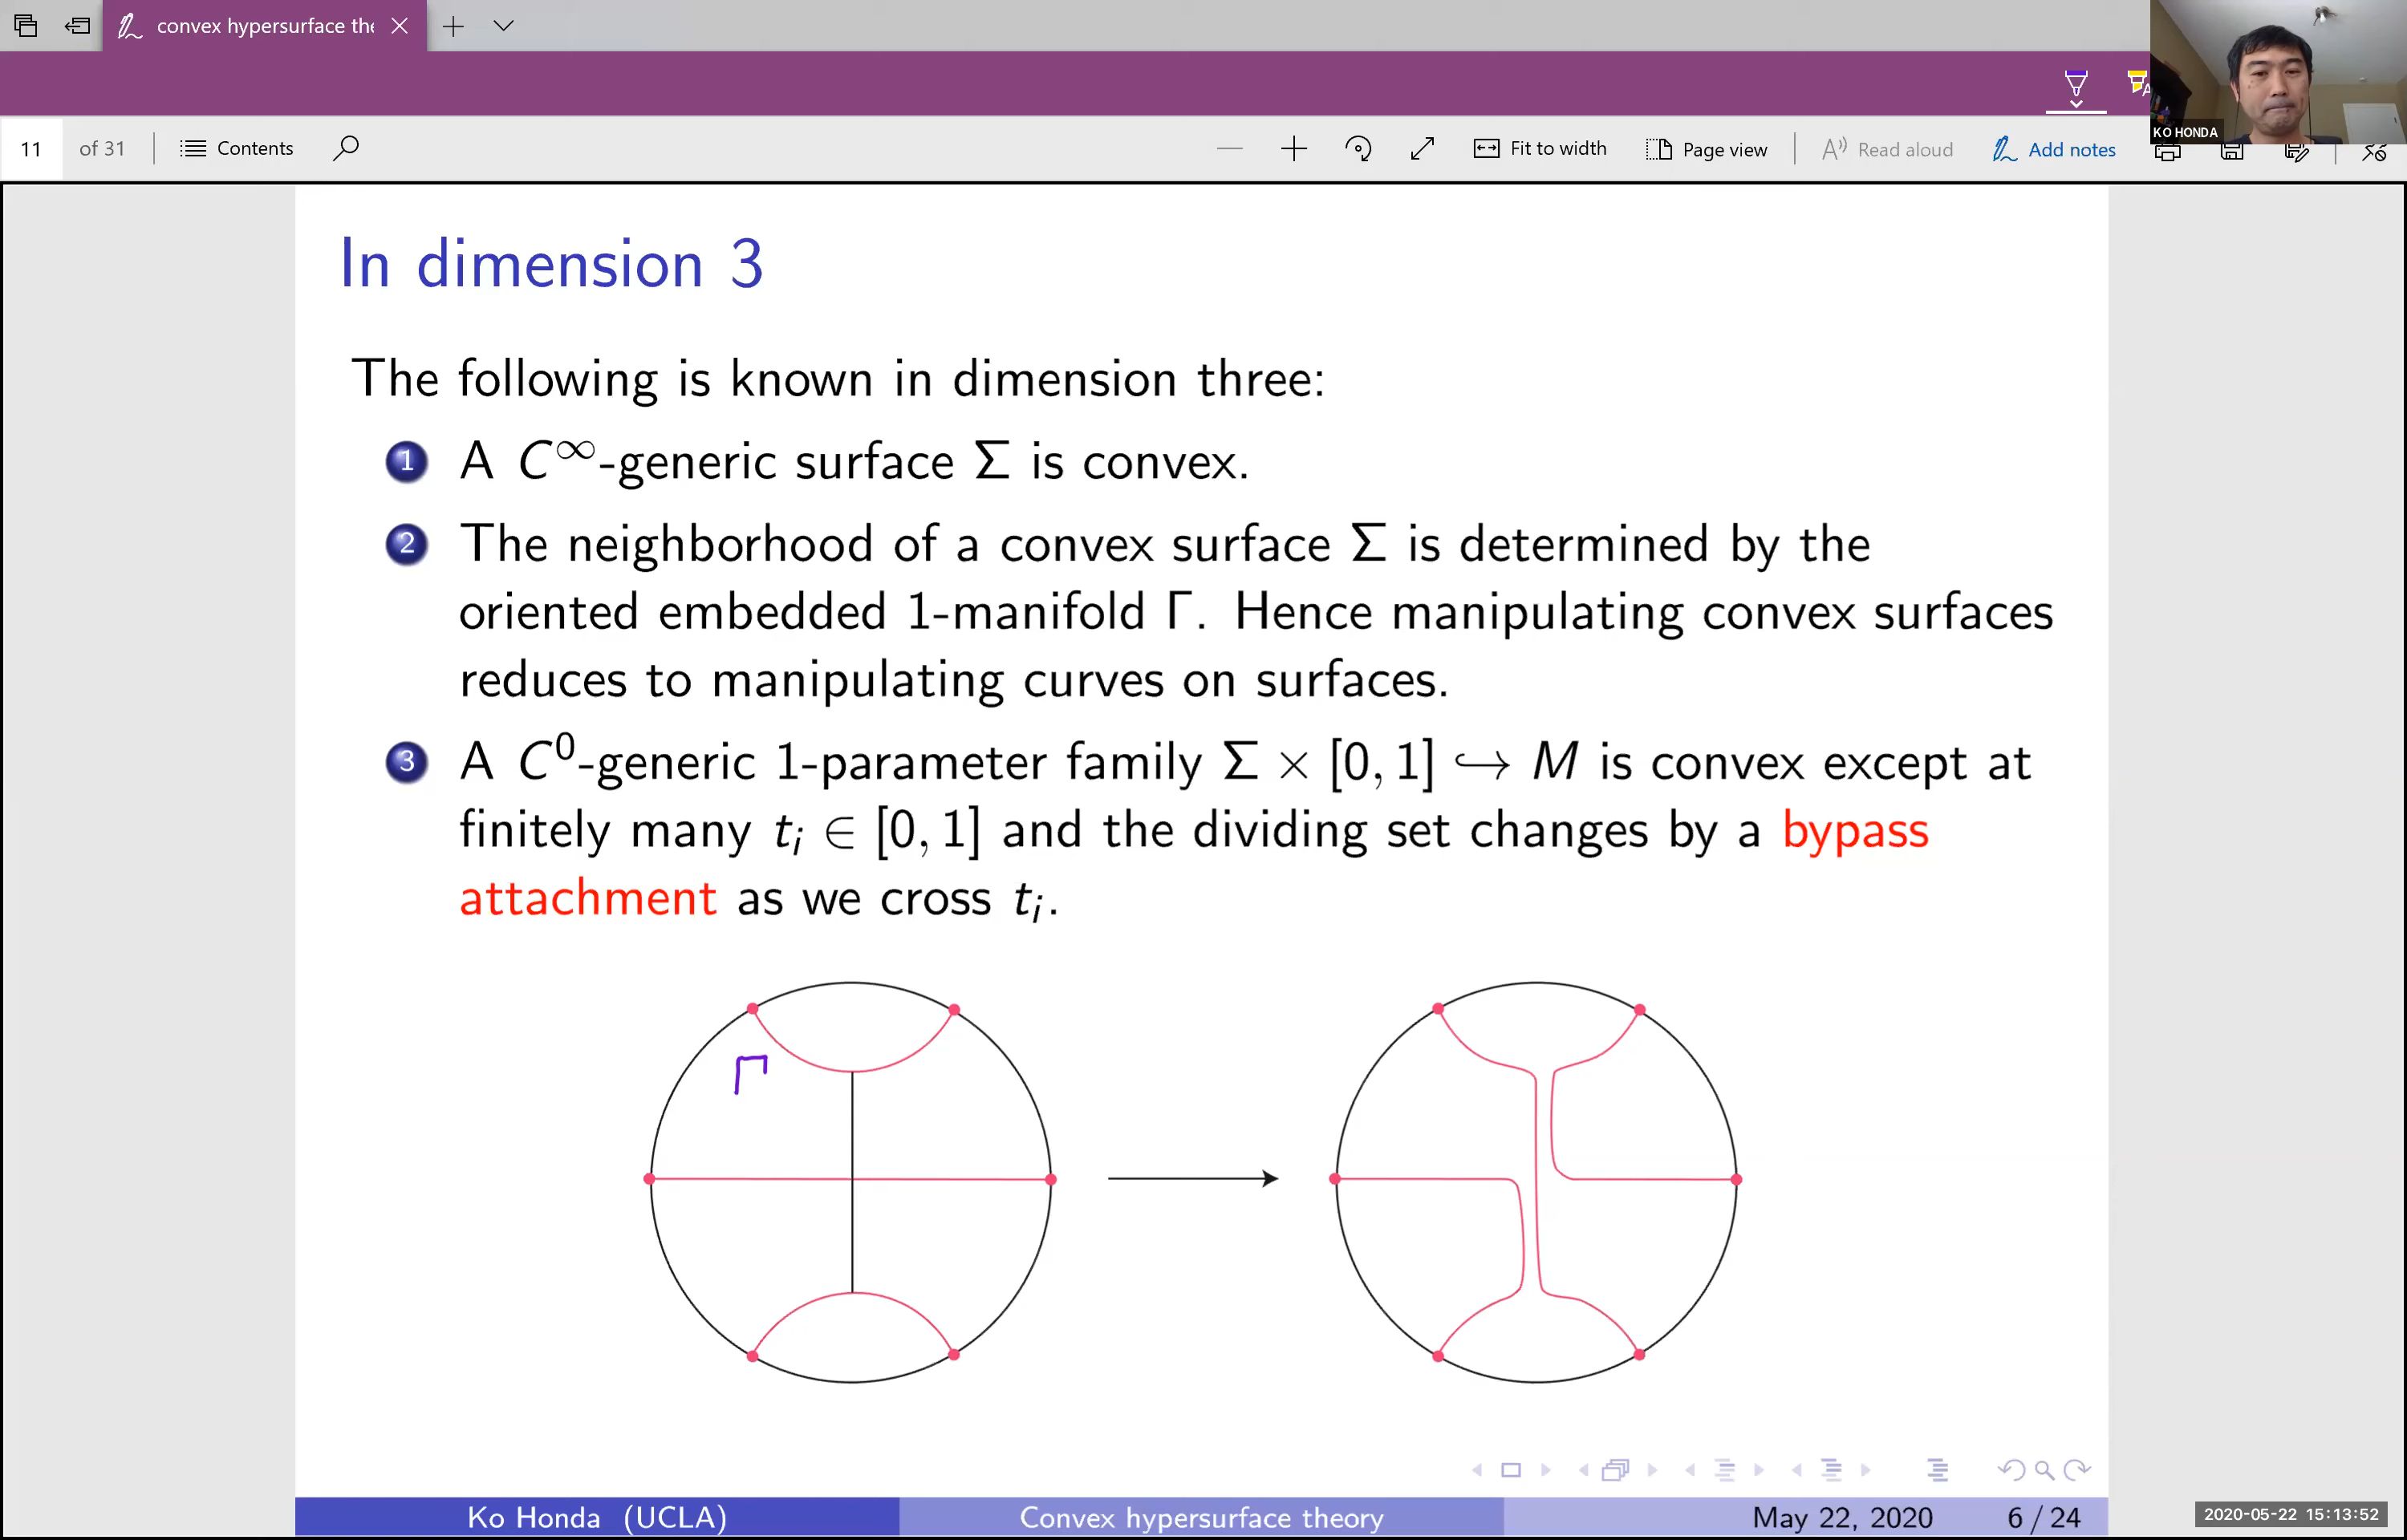 convex hypersurface the
KO HONDA
11 of 31 Contents Fit to width Page view Read aloud Add notes
In dimension 3
The following is known in dimension three:
1 A C^∞-generic surface Σ is convex.
2 The neighborhood of a convex surface Σ is determined by the
oriented embedded 1-manifold Γ. Hence manipulating convex surfaces
reduces to manipulating curves on surfaces.
3 A C^0-generic 1-parameter family Σ × [0, 1] ↪ M is convex except at
finitely many t_i ∈ [0, 1] and the dividing set changes by a bypass
attachment as we cross t_i.
Γ
Ko Honda (UCLA) Convex hypersurface theory May 22, 2020 6 / 24
2020-05-22 15:13:52